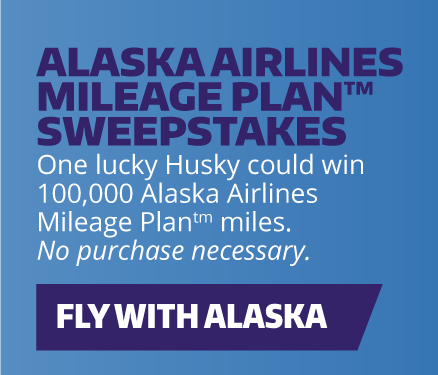 ALASKA AIRLINES
MILEAGE PLAN™
SWEEPSTAKES
One lucky Husky could win
100,000 Alaska Airlines
Mileage Plan™ miles.
No purchase necessary.
FLY WITH ALASKA